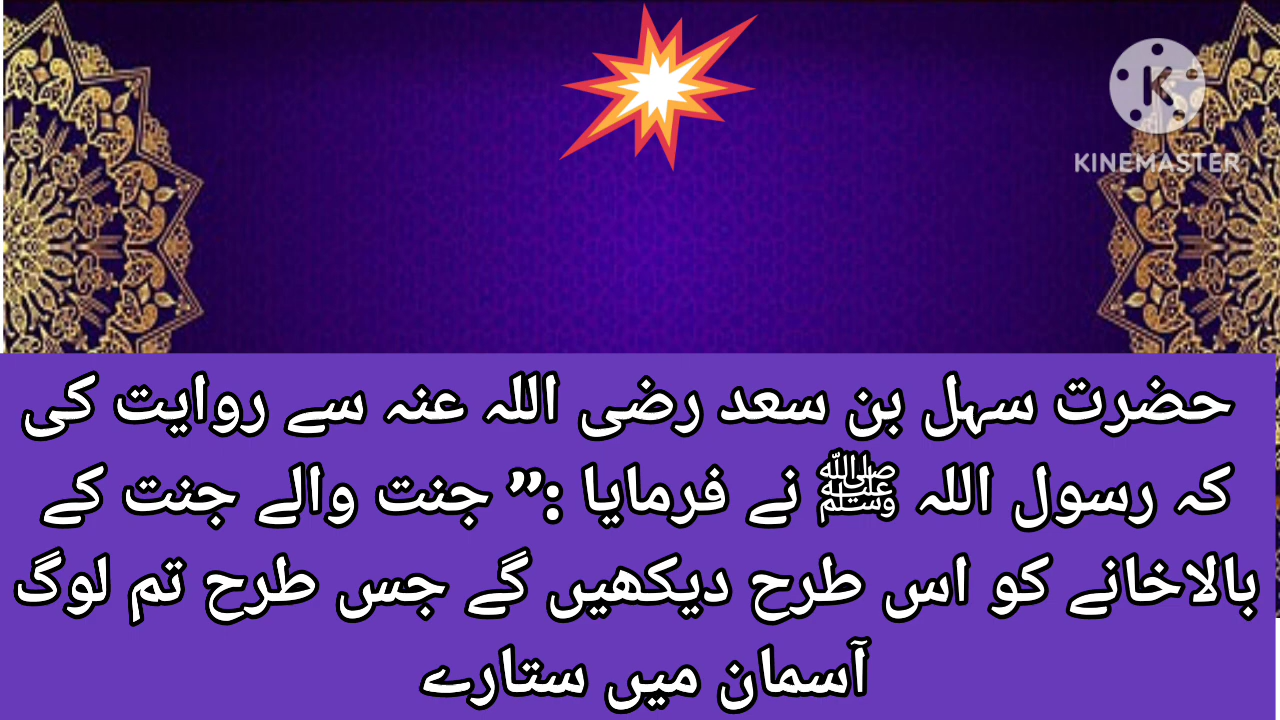 KINEMASTER
حضرت سہل بن سعد رضی اللہ عنہ سے روایت کی
کہ رسول اللہ ﷺ نے فرمایا :” جنت والے جنت کے
بالاخانے کو اس طرح دیکھیں گے جس طرح تم لوگ
آسمان میں ستارے